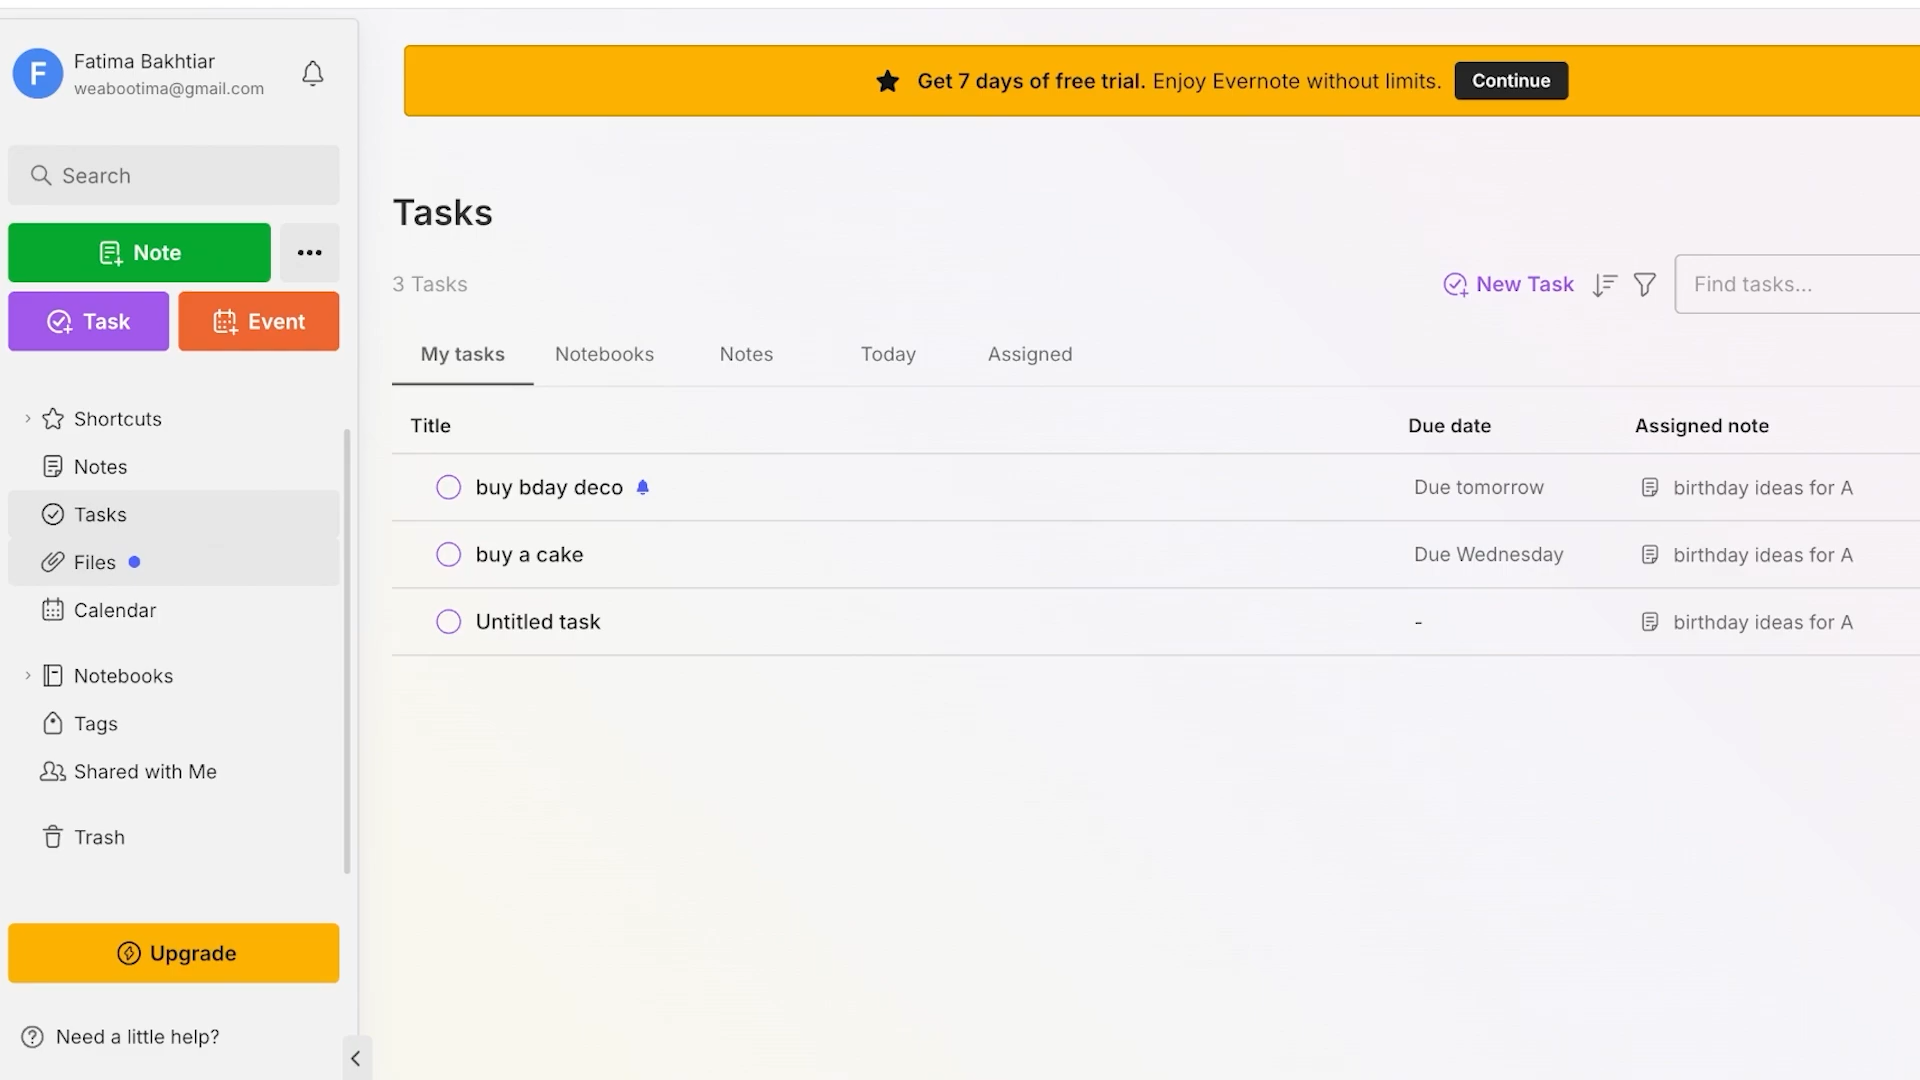 F
Fatima Bakhtiar
weabootima@gmail.com
Search
Note
Task
Event
Shortcuts
Notes
Tasks
Files
Calendar
Notebooks
Tags
Shared with Me
Trash
Upgrade
Need a little help?
Get 7 days of free trial. Enjoy Evernote without limits. Continue
Tasks
3 Tasks
New Task
Find tasks...
My tasks Notebooks Notes Today Assigned
Title Due date Assigned note
buy bday deco Due tomorrow birthday ideas for A
buy a cake Due Wednesday birthday ideas for A
Untitled task - birthday ideas for A